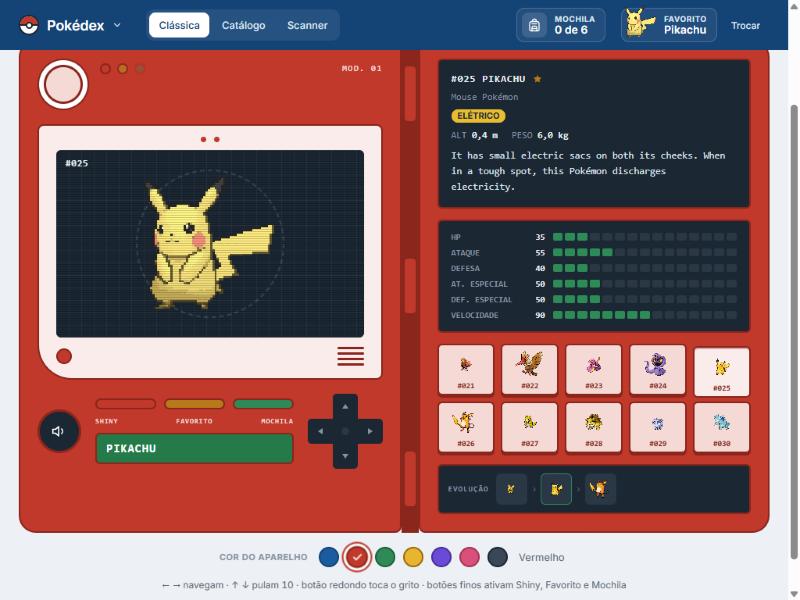 Pokédex
Clássica
Catálogo
Scanner
MOCHILA
0 de 6
FAVORITO
Pikachu
Trocar
MOD. 01
#025
SHINY
FAVORITO
MOCHILA
PIKACHU
#025 PIKACHU
Mouse Pokémon
ELÉTRICO
ALT 0,4 m PESO 6,0 kg
It has small electric sacs on both its cheeks. When
in a tough spot, this Pokémon discharges
electricity.
HP 35
ATAQUE 55
DEFESA 40
AT. ESPECIAL 50
DEF. ESPECIAL 50
VELOCIDADE 90
#021 #022 #023 #024 #025
#026 #027 #028 #029 #030
EVOLUÇÃO
COR DO APARELHO
Vermelho
← → navegam · ↑ ↓ pulam 10 · botão redondo toca o grito · botões finos ativam Shiny, Favorito e Mochila